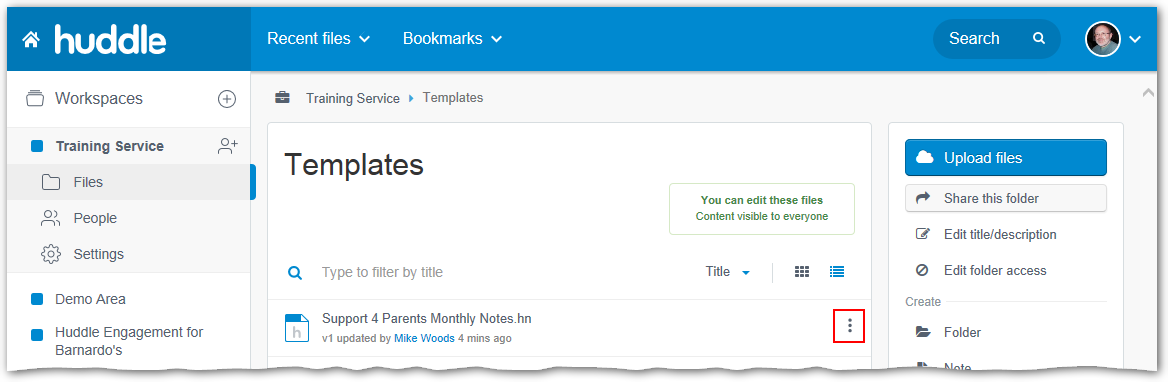 huddle
Recent files
Bookmarks
Search
Workspaces
Training Service
Files
People
Settings
Demo Area
Huddle Engagement for
Barnardo's
Training Service
Templates
Templates
You can edit these files
Content visible to everyone
Type to filter by title
Title
h
Support 4 Parents Monthly Notes.hn
v1 updated by Mike Woods 4 mins ago
Upload files
Share this folder
Edit title/description
Edit folder access
Create
Folder
Note